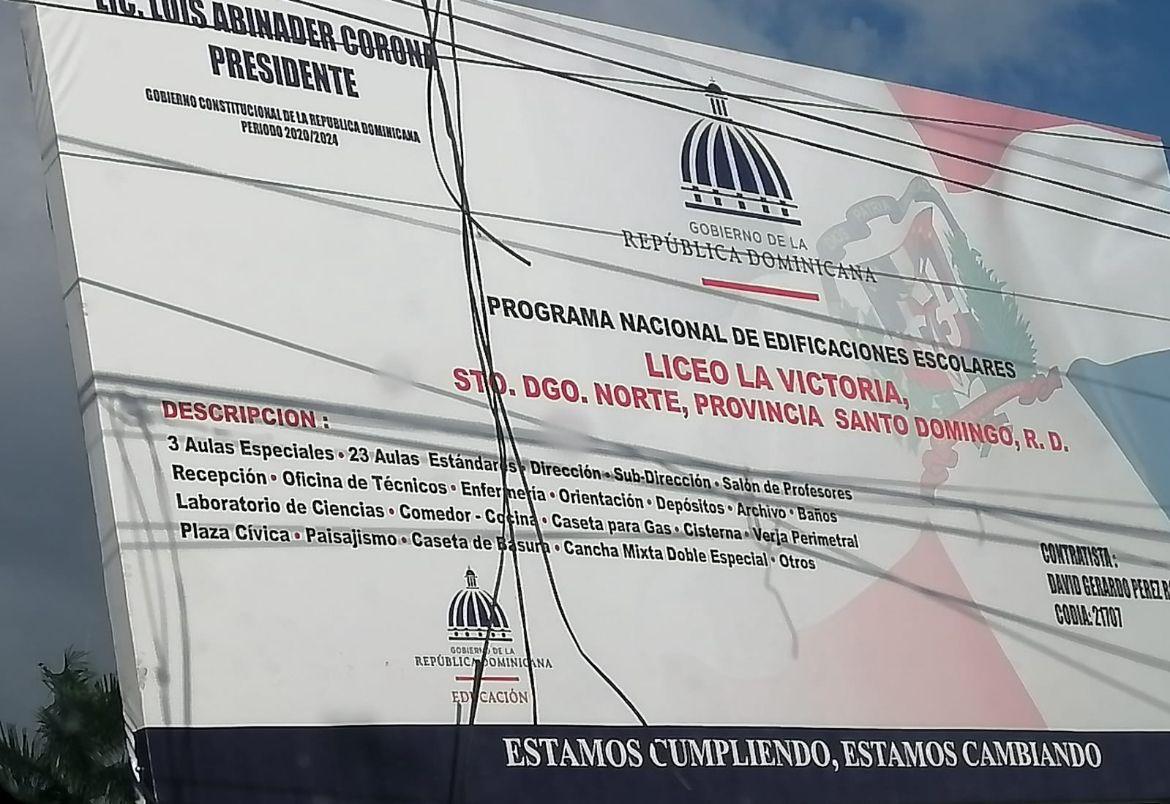 LIC. LUIS ABINADER CORONA
PRESIDENTE
GOBIERNO CONSTITUCIONAL DE LA REPUBLICA DOMINICANA
PERIODO 2020/2024
GOBIERNO DE LA
REPÚBLICA DOMINICANA
PROGRAMA NACIONAL DE EDIFICACIONES ESCOLARES
LICEO LA VICTORIA,
STO. DGO. NORTE, PROVINCIA SANTO DOMINGO, R. D.
DESCRIPCION :
3 Aulas Especiales • 23 Aulas Estándares • Dirección • Sub-Dirección • Salón de Profesores
Recepción • Oficina de Técnicos • Enfermería • Orientación • Depósitos • Archivo • Baños
Laboratorio de Ciencias • Comedor - Cocina • Caseta para Gas • Cisterna • Verja Perimetral
Plaza Cívica • Paisajismo • Caseta de Basura • Cancha Mixta Doble Especial • Otros
CONTRATISTA :
DAVID GERARDO PEREZ
CODIA: 21707
GOBIERNO DE LA
REPÚBLICA DOMINICANA
EDUCACIÓN
ESTAMOS CUMPLIENDO, ESTAMOS CAMBIANDO